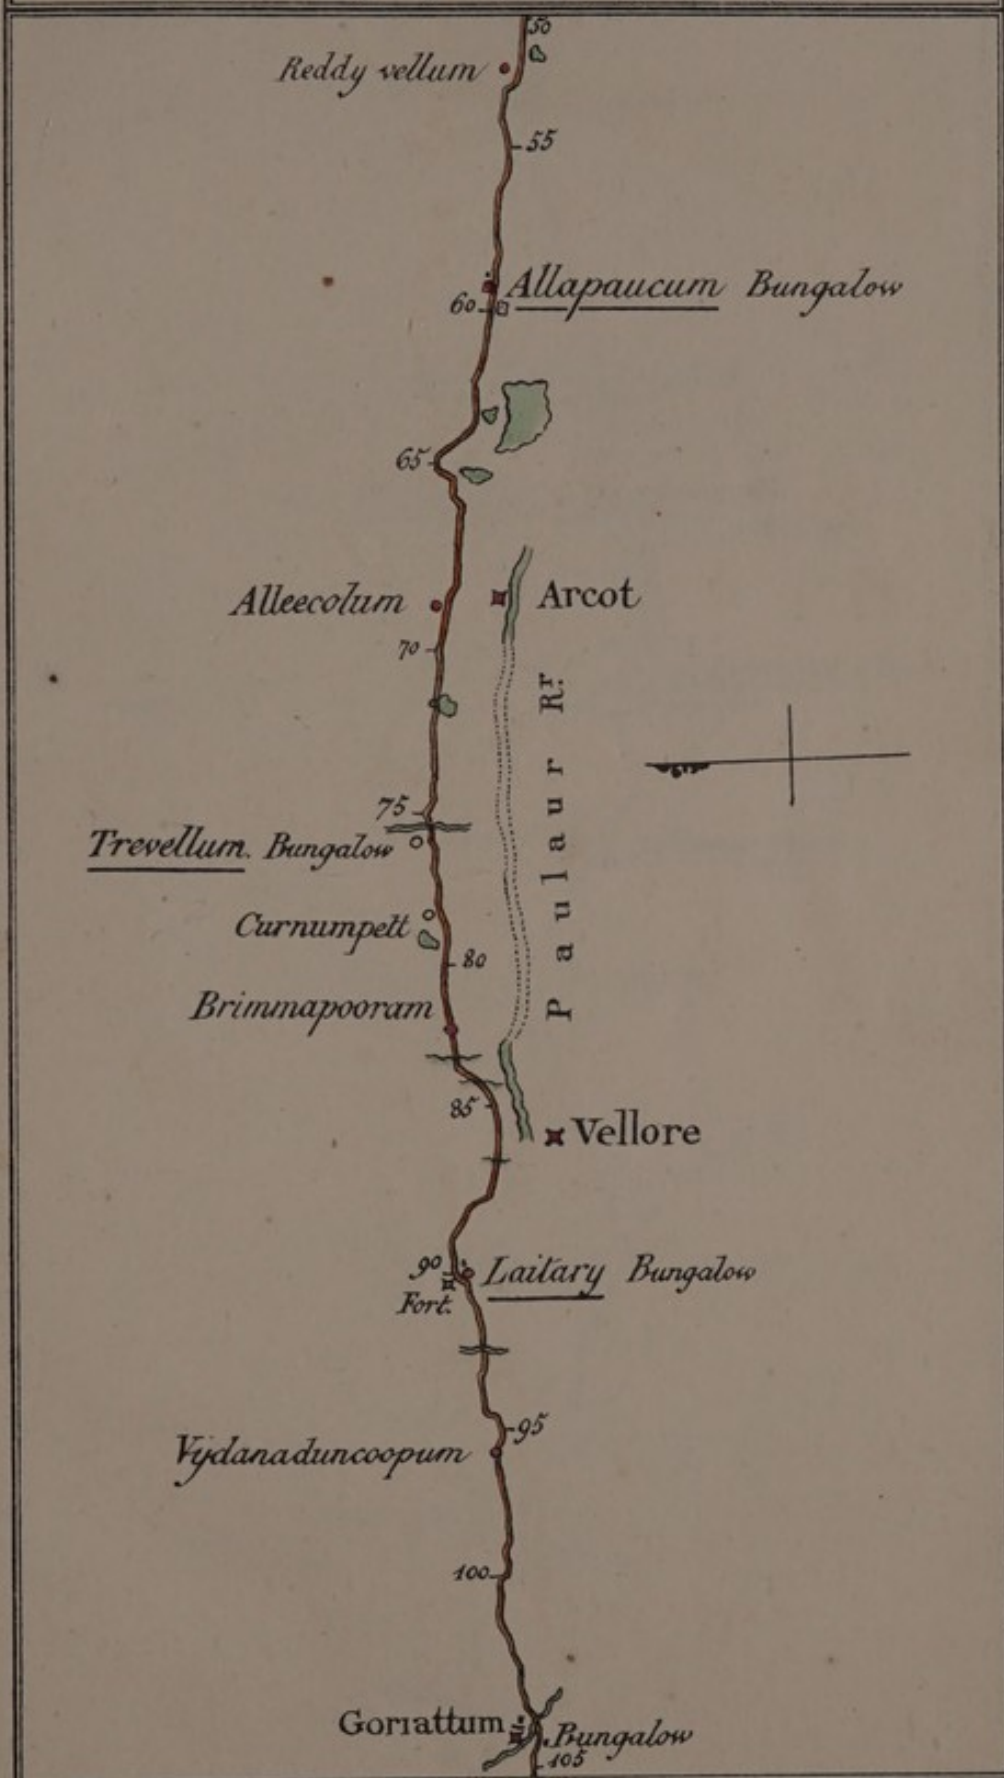 50
Reddy vellum
55
Allapaucum Bungalow
60
65
Alleecolum
Arcot
70
Paulaur Rr.
75
Trevellum. Bungalow
Curnumpett
80
Brimmapooram
85
Vellore
90
Laitary Bungalow
Fort.
95
Vijdanaduncoopum
100
Goriattum
Bungalow
105